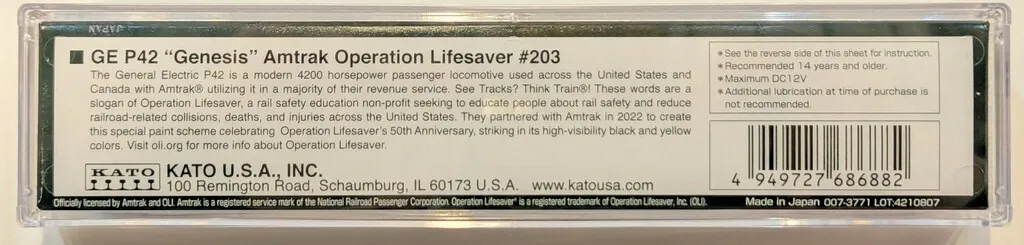 JAPAN
GE P42 "Genesis" Amtrak Operation Lifesaver #203
The General Electric P42 is a modern 4200 horsepower passenger locomotive used across the United States and
Canada with Amtrak® utilizing it in a majority of their revenue service. See Tracks? Think Train®! These words are a
slogan of Operation Lifesaver, a rail safety education non-profit seeking to educate people about rail safety and reduce
railroad-related collisions, deaths, and injuries across the United States. They partnered with Amtrak in 2022 to create
this special paint scheme celebrating Operation Lifesaver's 50th Anniversary, striking in its high-visibility black and yellow
colors. Visit oli.org for more info about Operation Lifesaver.
KATO
KATO U.S.A., INC.
100 Remington Road, Schaumburg, IL 60173 U.S.A. www.katousa.com
*See the reverse side of this sheet for instruction.
*Recommended 14 years and older.
*Maximum DC12V
*Additional lubrication at time of purchase is
not recommended.
4 949727 686882
Officially licensed by Amtrak and OLI. Amtrak is a registered service mark of the National Railroad Passenger Corporation. Operation Lifesaver® is a registered trademark of Operation Lifesaver, Inc. (OLI).
Made in Japan 007-3771 LOT:4210807